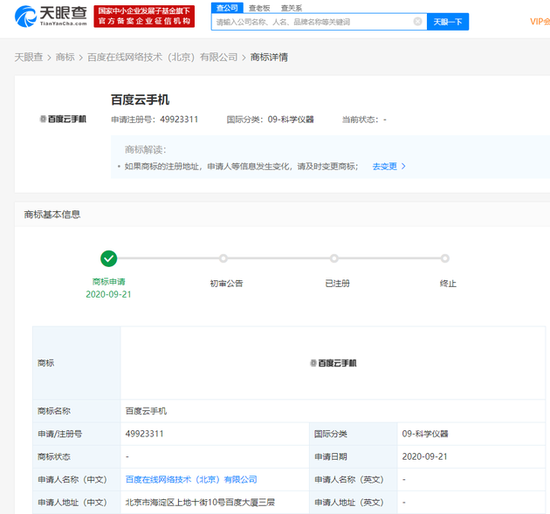 天眼查
TianYanCha.com
国家中小企业发展子基金旗下
官方备案企业征信机构
查公司 查老板 查关系
请输入公司名称、人名、品牌名称等关键词
天眼一下
VIP会
天眼查 > 商标 > 百度在线网络技术（北京）有限公司 > 商标详情
百度云手机
百度云手机
申请注册号：49923311 国际分类：09-科学仪器 当前状态：-
商标解读：
• 如果商标的注册地址，申请人等信息发生变化，请及时变更商标； 去变更 >
商标基本信息
商标申请
2020-09-21
初审公告
已注册
终止
商标
百度云手机
商标名称 百度云手机
申请/注册号 49923311 国际分类 09-科学仪器
商标状态 - 申请日期 2020-09-21
申请人名称（中文） 百度在线网络技术（北京）有限公司 申请人名称（英文） -
申请人地址（中文） 北京市海淀区上地十街10号百度大厦三层 申请人地址（英文） -